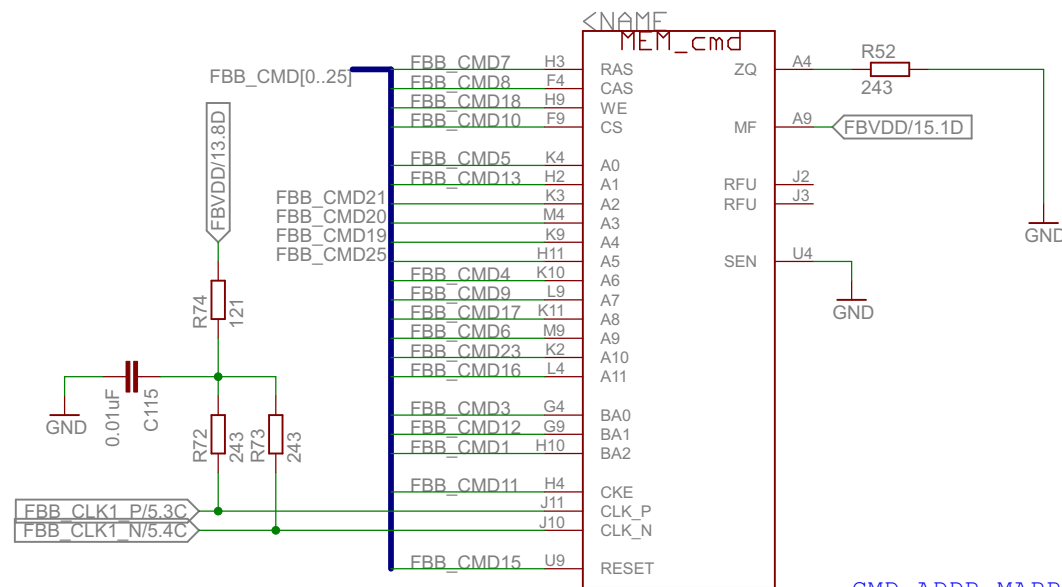 <NAME
MEM_cmd
FBB_CMD[0..25]
FBB_CMD7 H3 RAS ZQ A4 R52
243
FBB_CMD8 F4 CAS
FBB_CMD18 H9 WE
FBB_CMD10 F9 CS MF A9 FBVDD/15.1D
FBVDD/13.8D
FBB_CMD5 K4 A0
FBB_CMD13 H2 A1 RFU J2
FBB_CMD21 K3 A2 RFU J3
FBB_CMD20 M4 A3
FBB_CMD19 K9 A4
GND
FBB_CMD25 H11 A5 SEN U4
FBB_CMD4 K10 A6
FBB_CMD9 L9 A7
FBB_CMD17 K11 A8
GND
R74
121
FBB_CMD6 M9 A9
FBB_CMD23 K2 A10
FBB_CMD16 L4 A11
GND
0.01uF
C115
R72
243
R73
243
FBB_CMD3 G4 BA0
FBB_CMD12 G9 BA1
FBB_CMD1 H10 BA2
FBB_CMD11 H4 CKE
FBB_CLK1_P/5.3C J11 CLK_P
FBB_CLK1_N/5.4C J10 CLK_N
FBB_CMD15 U9 RESET